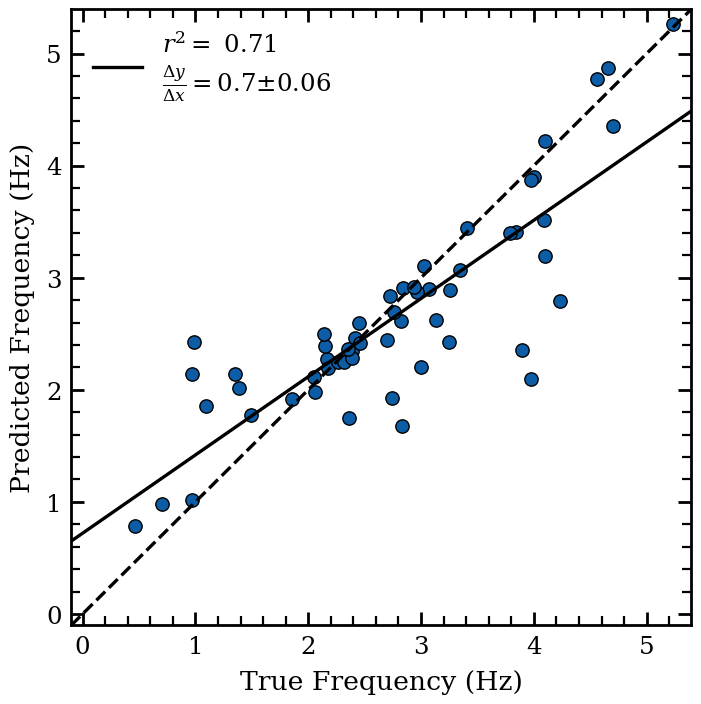 r² = 0.71
Δy/Δx = 0.7±0.06
5
4
3
2
1
0
Predicted Frequency (Hz)
0 1 2 3 4 5
True Frequency (Hz)